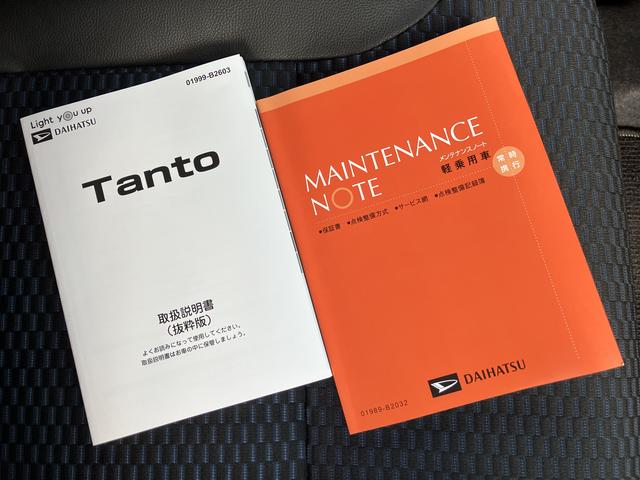 01999-B2603
Light you up
DAIHATSU
Tanto
取扱説明書
(抜粋版)
よくお読みになって使用してください。
取扱説明書はお車の中に保管しましょう。
MAINTENANCE
NOTE
メンテナンスノート
軽乗用車
常時
携行
●保証書 ●点検整備方式 ●サービス網 ●点検整備記録簿
DAIHATSU
01989-B2032